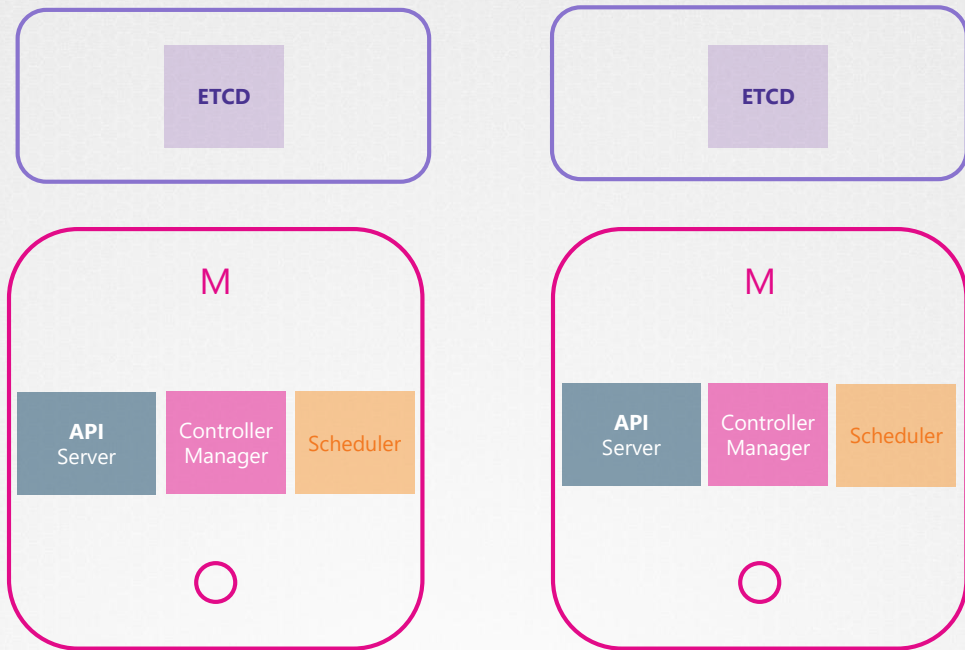 ETCD
ETCD
M
M
API
Server
Controller
Manager
Scheduler
API
Server
Controller
Manager
Scheduler